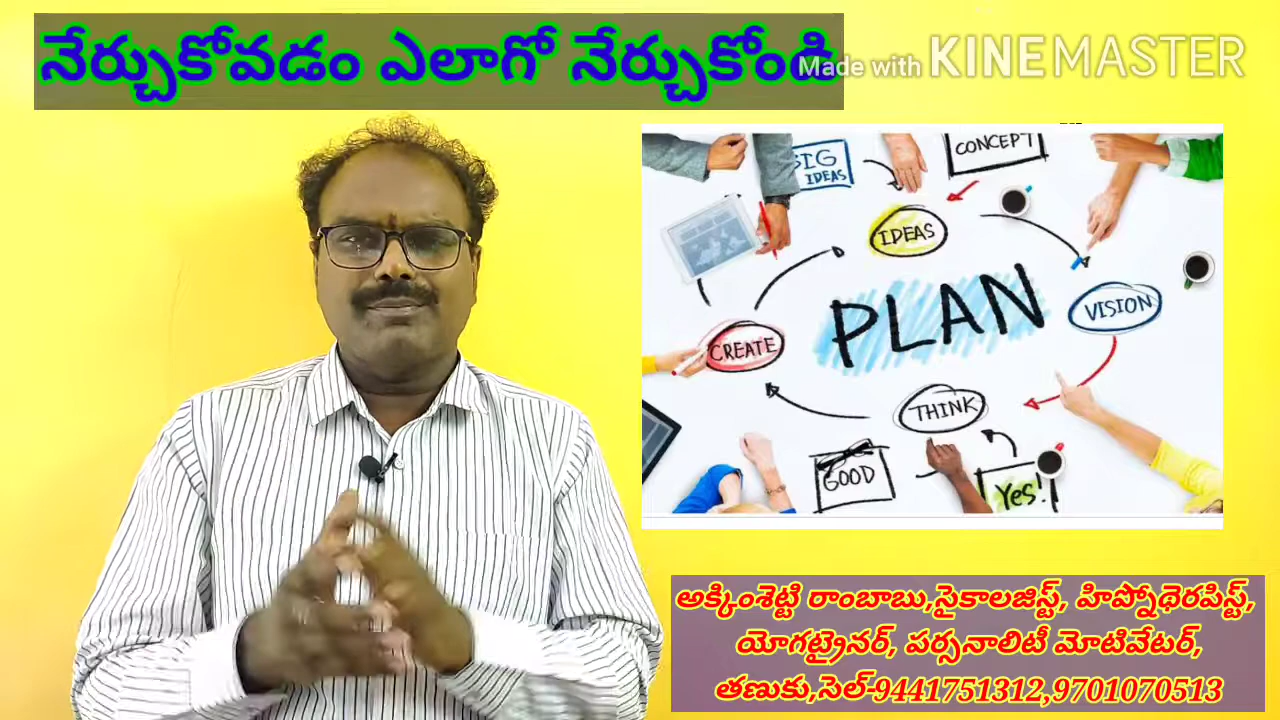 నేర్చుకోవడం ఎలాగో నేర్చుకోండి
Made with KINEMASTER
BIG
IDEAS
CONCEPT
IDEAS
PLAN
VISION
CREATE
THINK
GOOD
Yes!
అక్కింశెట్టి రాంబాబు,సైకాలజిస్ట్, హిప్నోథెరపిస్ట్,
యోగట్రైనర్, పర్సనాలిటీ మోటివేటర్,
తణుకు,సెల్-9441751312,9701070513